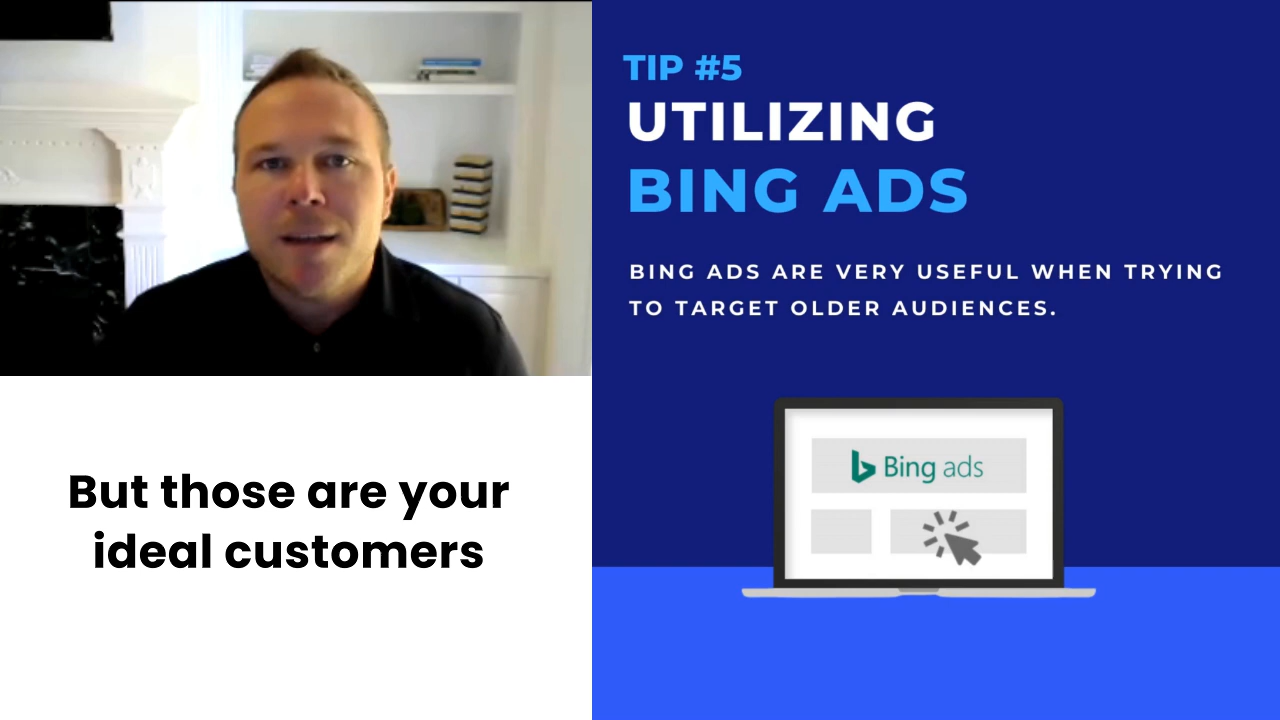 TIP #5
UTILIZING
BING ADS
BING ADS ARE VERY USEFUL WHEN TRYING
TO TARGET OLDER AUDIENCES.
Bing ads
But those are your
ideal customers